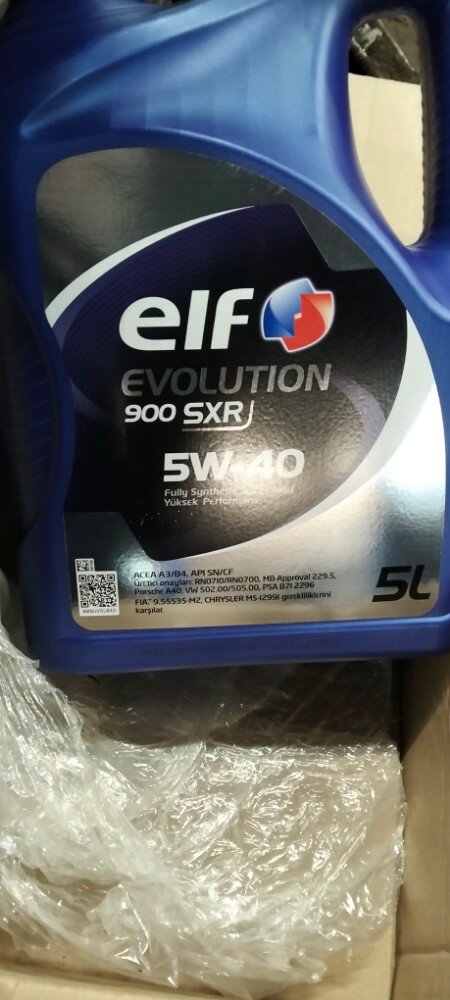 elf
EVOLUTION
900 SXR
5W-40
Fully Synthetic
Yüksek Performans
ACEA A3/B4, API SN/CF
Üretici onayları: RN0710/RN0700, MB-Approval 229.5,
Porsche A40, VW 502.00/505.00, PSA B71 2296
FIAT 9.55535-M2, CHRYSLER MS-12991 gerekliliklerini
karşılar.
5L